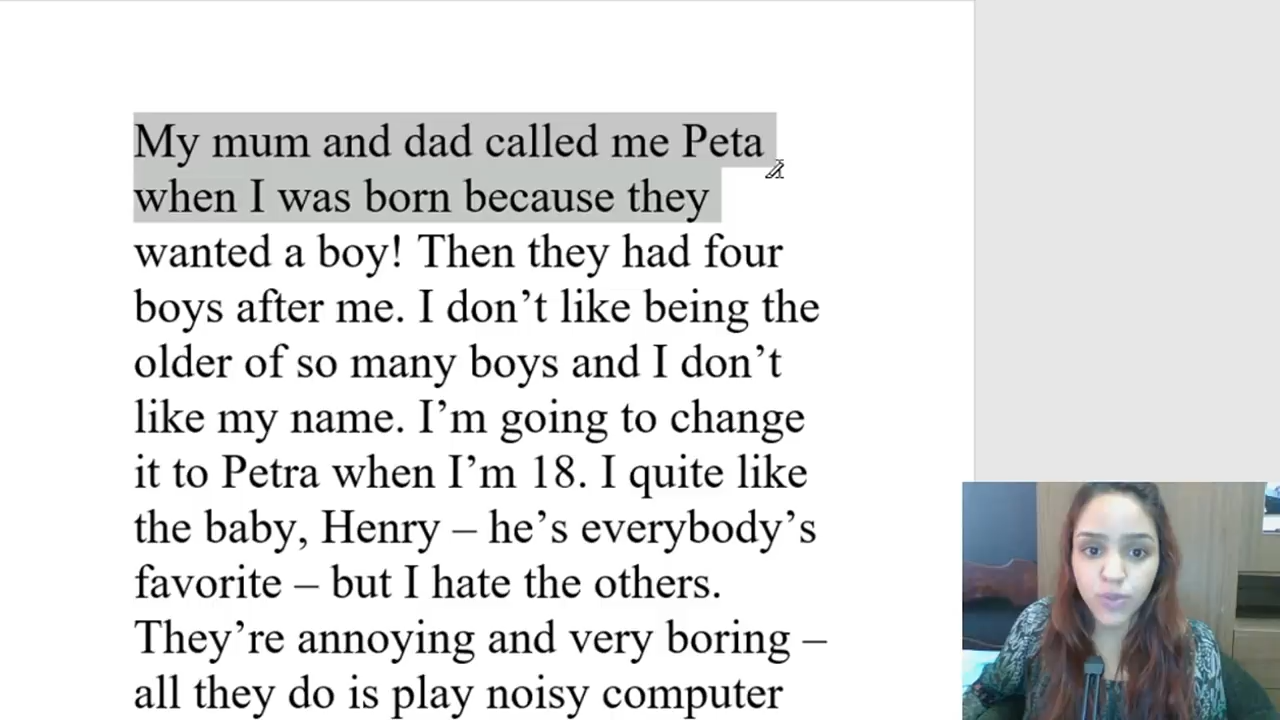 My mum and dad called me Peta
when I was born because they
wanted a boy! Then they had four
boys after me. I don’t like being the
older of so many boys and I don’t
like my name. I’m going to change
it to Petra when I’m 18. I quite like
the baby, Henry – he’s everybody’s
favorite – but I hate the others.
They’re annoying and very boring –
all they do is play noisy computer